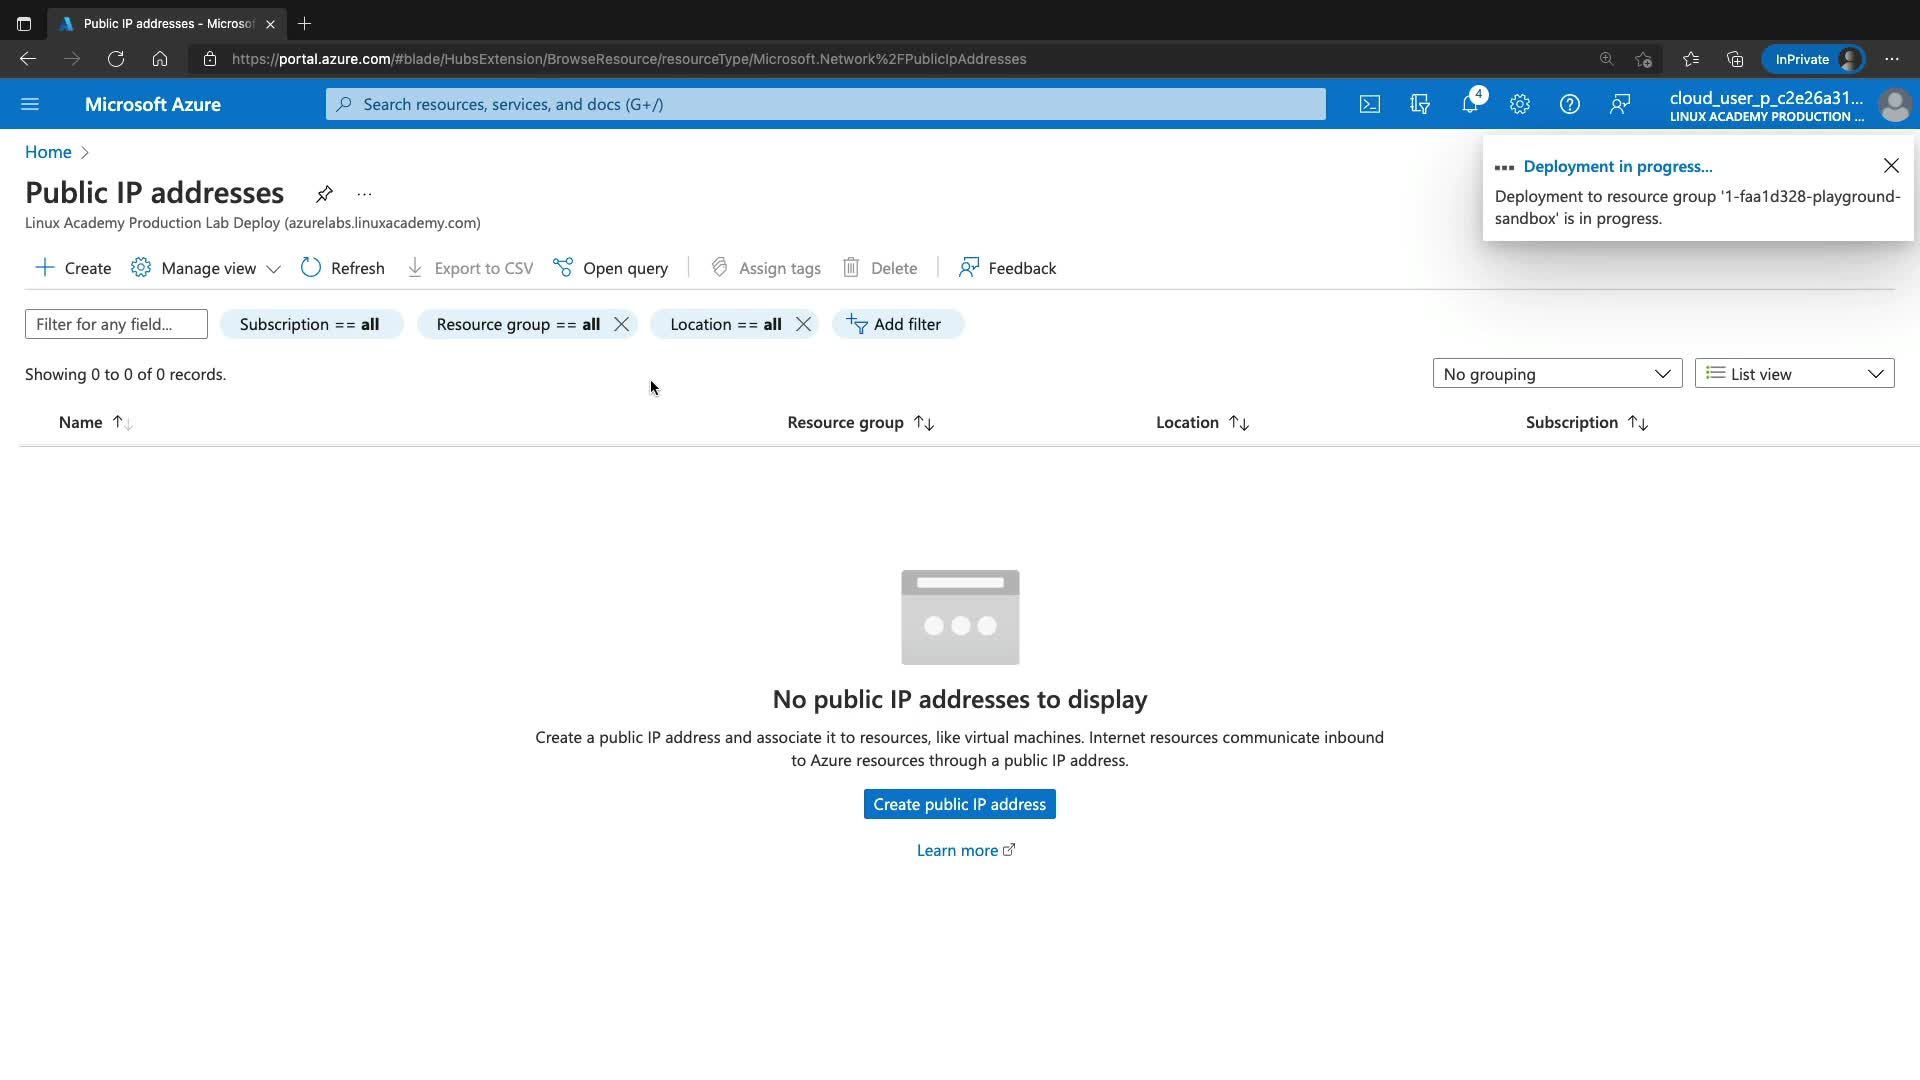 Public IP addresses - Microsof
https://portal.azure.com/#blade/HubsExtension/BrowseResource/resourceType/Microsoft.Network%2FPublicIpAddresses
InPrivate
Microsoft Azure
Search resources, services, and docs (G+/)
4
cloud_user_p_c2e26a31...
LINUX ACADEMY PRODUCTION ...
Home
Deployment in progress...
Deployment to resource group '1-faa1d328-playground-
sandbox' is in progress.
Public IP addresses
Linux Academy Production Lab Deploy (azurelabs.linuxacademy.com)
Create
Manage view
Refresh
Export to CSV
Open query
Assign tags
Delete
Feedback
Filter for any field...
Subscription == all
Resource group == all
Location == all
Add filter
Showing 0 to 0 of 0 records.
No grouping
List view
Name
Resource group
Location
Subscription
No public IP addresses to display
Create a public IP address and associate it to resources, like virtual machines. Internet resources communicate inbound
to Azure resources through a public IP address.
Create public IP address
Learn more